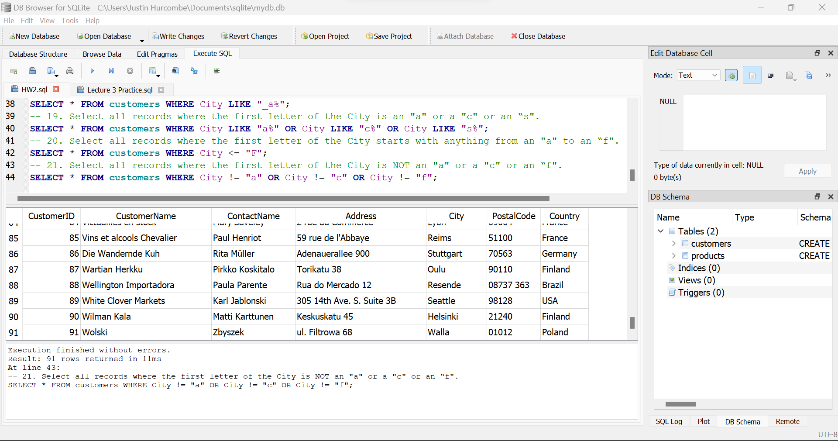 DB Browser for SQLite - C:\Users\Justin Hurcombe\Documents\sqlite\mydb.db
File Edit View Tools Help
New Database Open Database Write Changes Revert Changes Open Project Save Project Attach Database Close Database
Database Structure Browse Data Edit Pragmas Execute SQL
HW2.sql Lecture 3 Practice.sql
38 SELECT * FROM customers WHERE City LIKE "_a%";
39 -- 19. Select all records where the first letter of the City is an "a" or a "c" or an "s".
40 SELECT * FROM customers WHERE City LIKE "a%" OR City LIKE "c%" OR City LIKE "s%";
41 -- 20. Select all records where the first letter of the City starts with anything from an "a" to an "f".
42 SELECT * FROM customers WHERE City <= "F";
43 -- 21. Select all records where the first letter of the City is NOT an "a" or a "c" or an "f".
44 SELECT * FROM customers WHERE City != "a" OR City != "c" OR City != "f";
CustomerID CustomerName ContactName Address City PostalCode Country
85 85 Vins et alcools Chevalier Paul Henriot 59 rue de l'Abbaye Reims 51100 France
86 86 Die Wandernde Kuh Rita Müller Adenauerallee 900 Stuttgart 70563 Germany
87 87 Wartian Herkku Pirkko Koskitalo Torikatu 38 Oulu 90110 Finland
88 88 Wellington Importadora Paula Parente Rua do Mercado 12 Resende 08737 363 Brazil
89 89 White Clover Markets Karl Jablonski 305 14th Ave. S. Suite 3B Seattle 98128 USA
90 90 Wilman Kala Matti Karttunen Keskuskatu 45 Helsinki 21240 Finland
91 91 Wolski Zbyszek ul. Filtrowa 68 Walla 01012 Poland
Execution finished without errors.
Result: 91 rows returned in 11ms
At line 43:
-- 21. Select all records where the first letter of the City is NOT an "a" or a "c" or an "f".
SELECT * FROM customers WHERE City != "a" OR City != "c" OR City != "f";
Edit Database Cell
Mode: Text
NULL
Type of data currently in cell: NULL
0 byte(s)
Apply
DB Schema
Name Type Schema
Tables (2)
customers CREATE
products CREATE
Indices (0)
Views (0)
Triggers (0)
SQL Log Plot DB Schema Remote
UTF-8